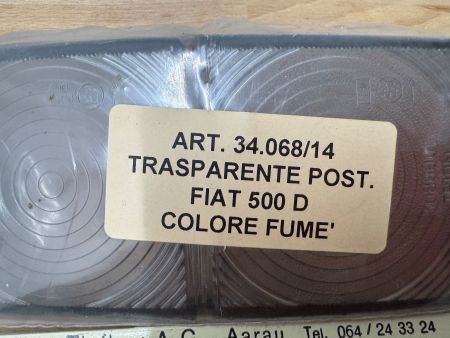 ART. 34.068/14
TRASPARENTE POST.
FIAT 500 D
COLORE FUME'
A.G. Aarau Tel. 064 / 24 33 24